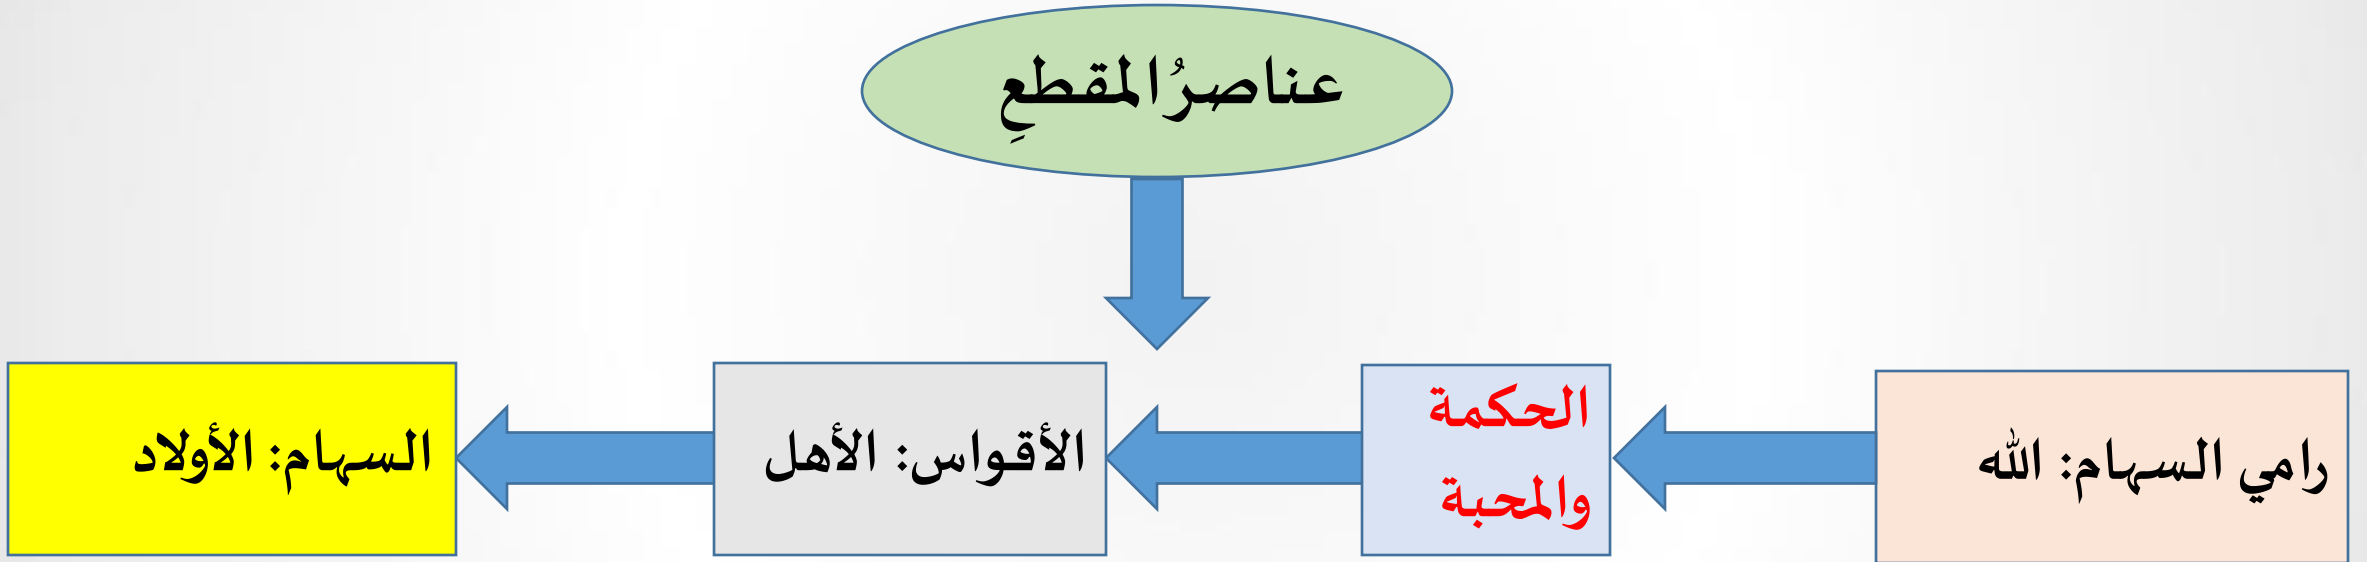 عناصرُ المقطعِ
رامي السهام: الله
الحكمة
والمحبة
الأقواس: الأهل
السهام: الأولاد